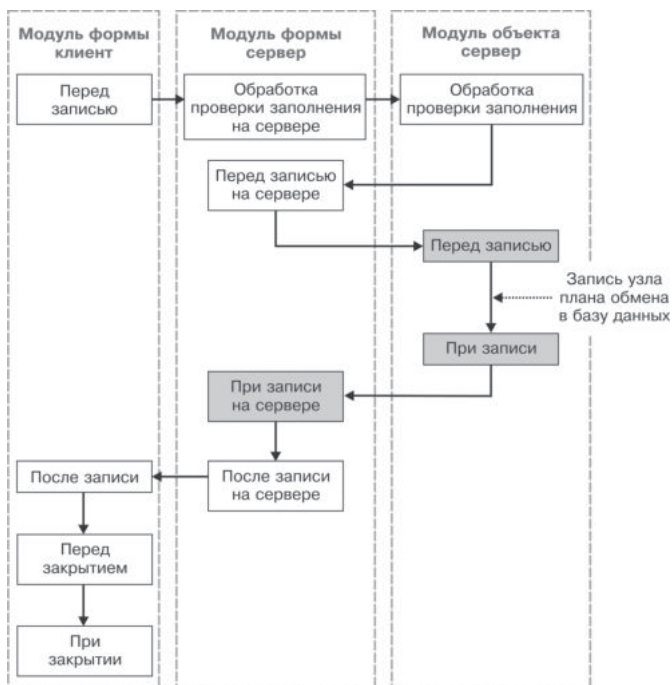 Модуль формы
клиент
Модуль формы
сервер
Модуль объекта
сервер
Перед
записью
Обработка
проверки заполнения
на сервере
Обработка
проверки заполнения
Перед записью
на сервере
Перед записью
Запись узла
плана обмена
в базу данных
При записи
При записи
на сервере
После записи
на сервере
После записи
Перед
закрытием
При
закрытии